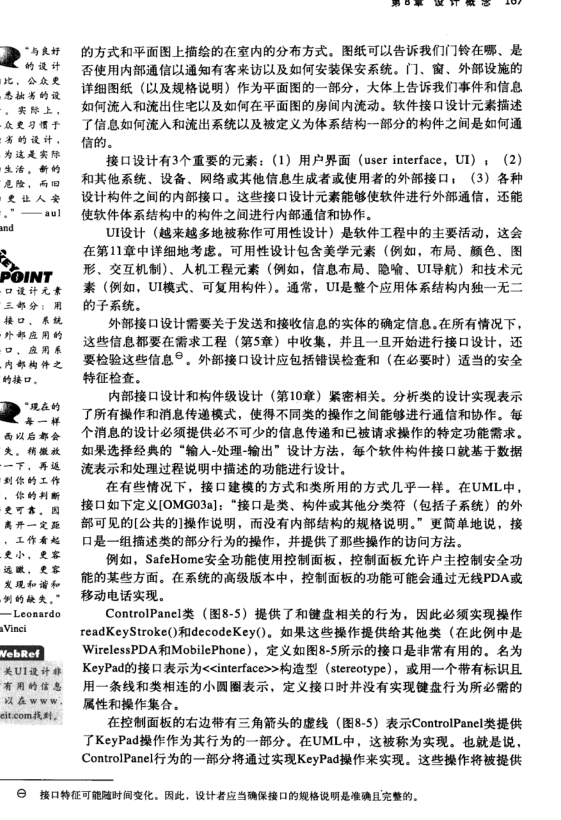 第8章 设计概念 167
“与良好
的设计
比，公众更
悉拙劣的设
。实际上，
众更习惯于
劣的设计，
为这是实际
生活。新的
危险，而旧
更让人安
。”——aul
and
KEY
POINT
口设计元素
三部分：用
接口、系统
外部应用的
口、应用系
内部构件之
的接口。
“现在的
每一样
西以后都会
失。稍微放
一下，再返
到你的工作
，你的判断
更可靠。因
离开一定距
，工作看起
更小，更容
远瞰，更容
发现和谐和
例的缺失。”
—Leonardo
aVinci
WebRef
关UI设计非
有用的信息
以在www.
eit.com找到。
的方式和平面图上描绘的在室内的分布方式。图纸可以告诉我们门铃在哪、是
否使用内部通信以通知有客来访以及如何安装保安系统。门、窗、外部设施的
详细图纸（以及规格说明）作为平面图的一部分，大体上告诉我们事件和信息
如何流入和流出住宅以及如何在平面图的房间内流动。软件接口设计元素描述
了信息如何流入和流出系统以及被定义为体系结构一部分的构件之间是如何通
信的。
接口设计有3个重要的元素：（1）用户界面（user interface，UI）；（2）
和其他系统、设备、网络或其他信息生成者或使用者的外部接口；（3）各种
设计构件之间的内部接口。这些接口设计元素能够使软件进行外部通信，还能
使软件体系结构中的构件之间进行内部通信和协作。
UI设计（越来越多地被称作可用性设计）是软件工程中的主要活动，这会
在第11章中详细地考虑。可用性设计包含美学元素（例如，布局、颜色、图
形、交互机制）、人机工程元素（例如，信息布局、隐喻、UI导航）和技术元
素（例如，UI模式、可复用构件）。通常，UI是整个应用体系结构内独一无二
的子系统。
外部接口设计需要关于发送和接收信息的实体的确定信息。在所有情况下，
这些信息都要在需求工程（第5章）中收集，并且一旦开始进行接口设计，还
要检验这些信息㊀。外部接口设计应包括错误检查和（在必要时）适当的安全
特征检查。
内部接口设计和构件级设计（第10章）紧密相关。分析类的设计实现表示
了所有操作和消息传递模式，使得不同类的操作之间能够进行通信和协作。每
个消息的设计必须提供必不可少的信息传递和已被请求操作的特定功能需求。
如果选择经典的“输入-处理-输出”设计方法，每个软件构件接口就基于数据
流表示和处理过程说明中描述的功能进行设计。
在有些情况下，接口建模的方式和类所用的方式几乎一样。在UML中，
接口如下定义[OMG03a]：“接口是类、构件或其他分类符（包括子系统）的外
部可见的[公共的]操作说明，而没有内部结构的规格说明。”更简单地说，接
口是一组描述类的部分行为的操作，并提供了那些操作的访问方法。
例如，SafeHome安全功能使用控制面板，控制面板允许户主控制安全功
能的某些方面。在系统的高级版本中，控制面板的功能可能会通过无线PDA或
移动电话实现。
ControlPanel类（图8-5）提供了和键盘相关的行为，因此必须实现操作
readKeyStroke()和decodeKey()。如果这些操作提供给其他类（在此例中是
WirelessPDA和MobilePhone），定义如图8-5所示的接口是非常有用的。名为
KeyPad的接口表示为<<interface>>构造型（stereotype），或用一个带有标识且
用一条线和类相连的小圆圈表示，定义接口时并没有实现键盘行为所必需的
属性和操作集合。
在控制面板的右边带有三角箭头的虚线（图8-5）表示ControlPanel类提供
了KeyPad操作作为其行为的一部分。在UML中，这被称为实现。也就是说，
ControlPanel行为的一部分将通过实现KeyPad操作来实现。这些操作将被提供
㊀ 接口特征可能随时间变化。因此，设计者应当确保接口的规格说明是准确且完整的。